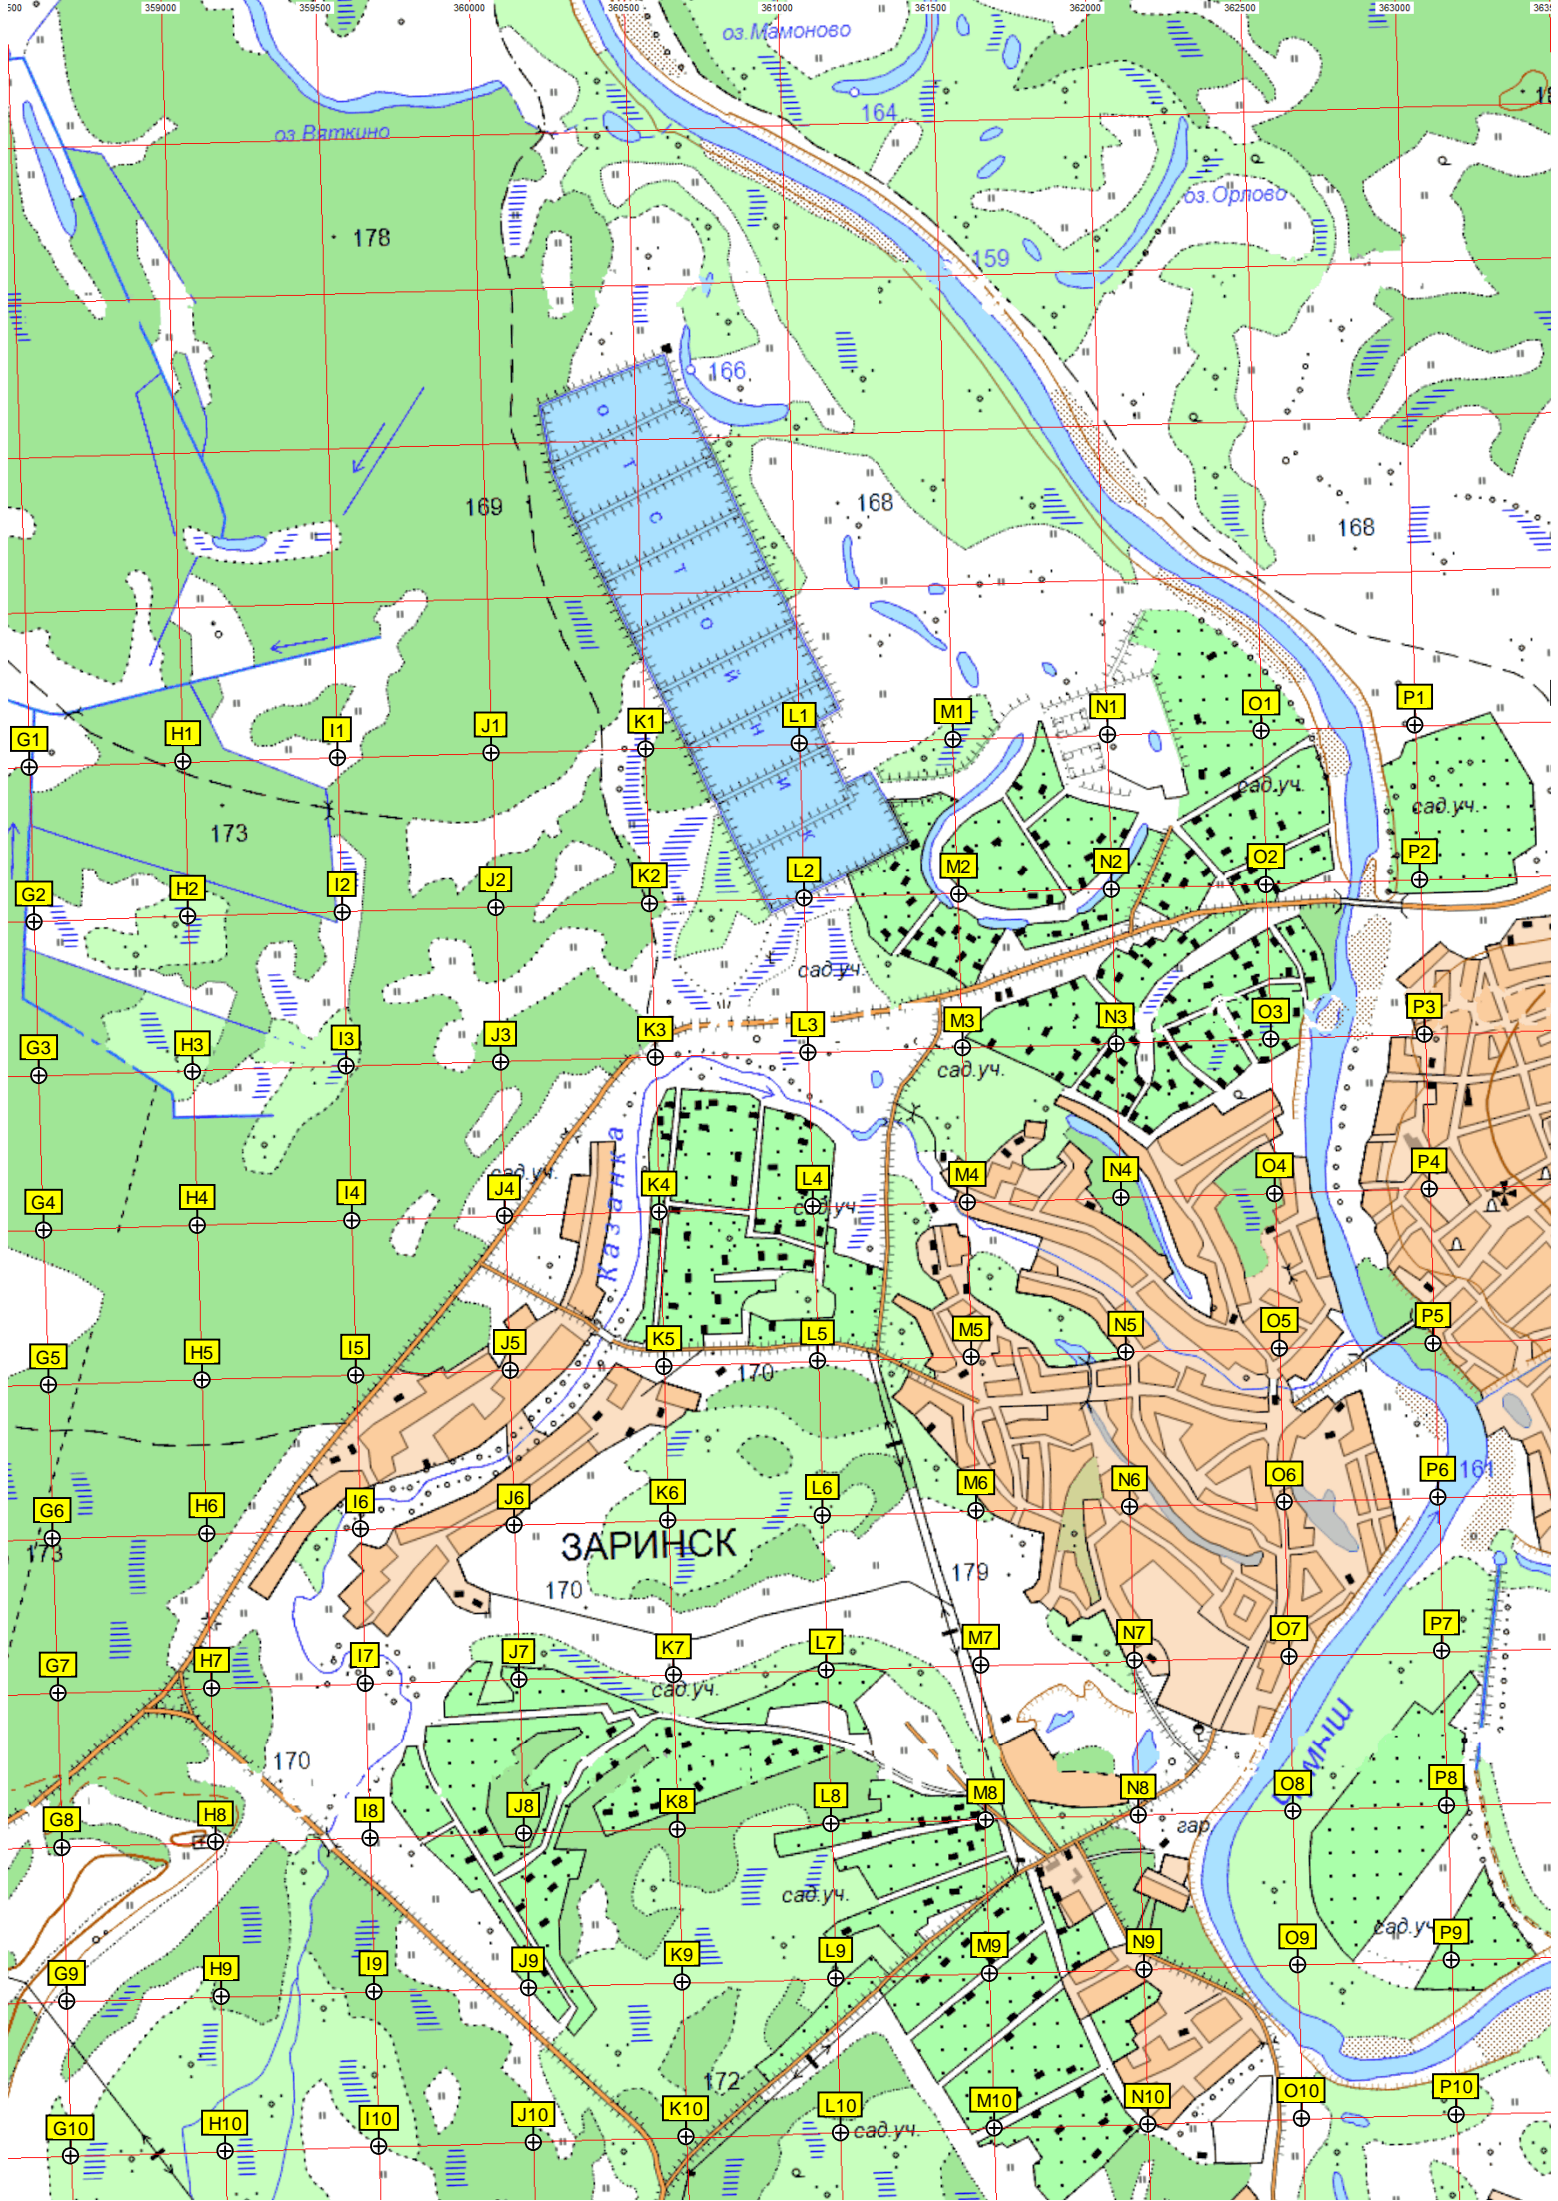 359000 359500 360000 360500 361000 361500 362000 362500 363000
оз.Мамоново
164
оз.Вяткино
оз.Орлово
178
159
166
169
168
168
ОТСТОЙНИК
G1 H1 I1 J1 K1 L1 M1 N1 O1 P1
сад.уч.
сад.уч.
173
G2 H2 I2 J2 K2 L2 M2 N2 O2 P2
сад.уч.
G3 H3 I3 J3 K3 L3 M3 N3 O3 P3
сад.уч.
Казанка
сад.уч.
G4 H4 I4 J4 K4 L4 M4 N4 O4 P4
сад.уч.
G5 H5 I5 J5 K5 L5 M5 N5 O5 P5
170
G6 H6 I6 J6 K6 L6 M6 N6 O6 P6
161
173
ЗАРИНСК
170
179
G7 H7 I7 J7 K7 L7 M7 N7 O7 P7
сад.уч.
170
G8 H8 I8 J8 K8 L8 M8 N8 O8 P8
гар.
сад.уч.
сад.уч.
G9 H9 I9 J9 K9 L9 M9 N9 O9 P9
172
G10 H10 I10 J10 K10 L10 M10 N10 O10 P10
сад.уч.